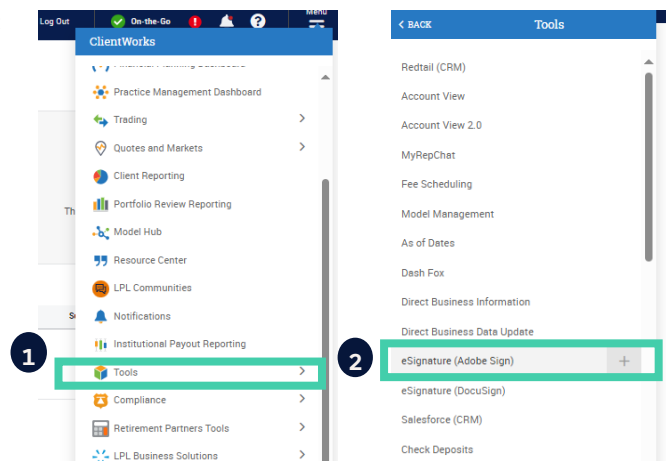 Log Out
On-the-Go
Menu
ClientWorks
Practice Management Dashboard
Trading
Quotes and Markets
Client Reporting
Portfolio Review Reporting
Th
Model Hub
Resource Center
LPL Communities
Notifications
Institutional Payout Reporting
1
Tools
Compliance
Retirement Partners Tools
LPL Business Solutions
BACK
Tools
Redtail (CRM)
Account View
Account View 2.0
MyRepChat
Fee Scheduling
Model Management
As of Dates
Dash Fox
Direct Business Information
Direct Business Data Update
2
eSignature (Adobe Sign)
eSignature (DocuSign)
Salesforce (CRM)
Check Deposits